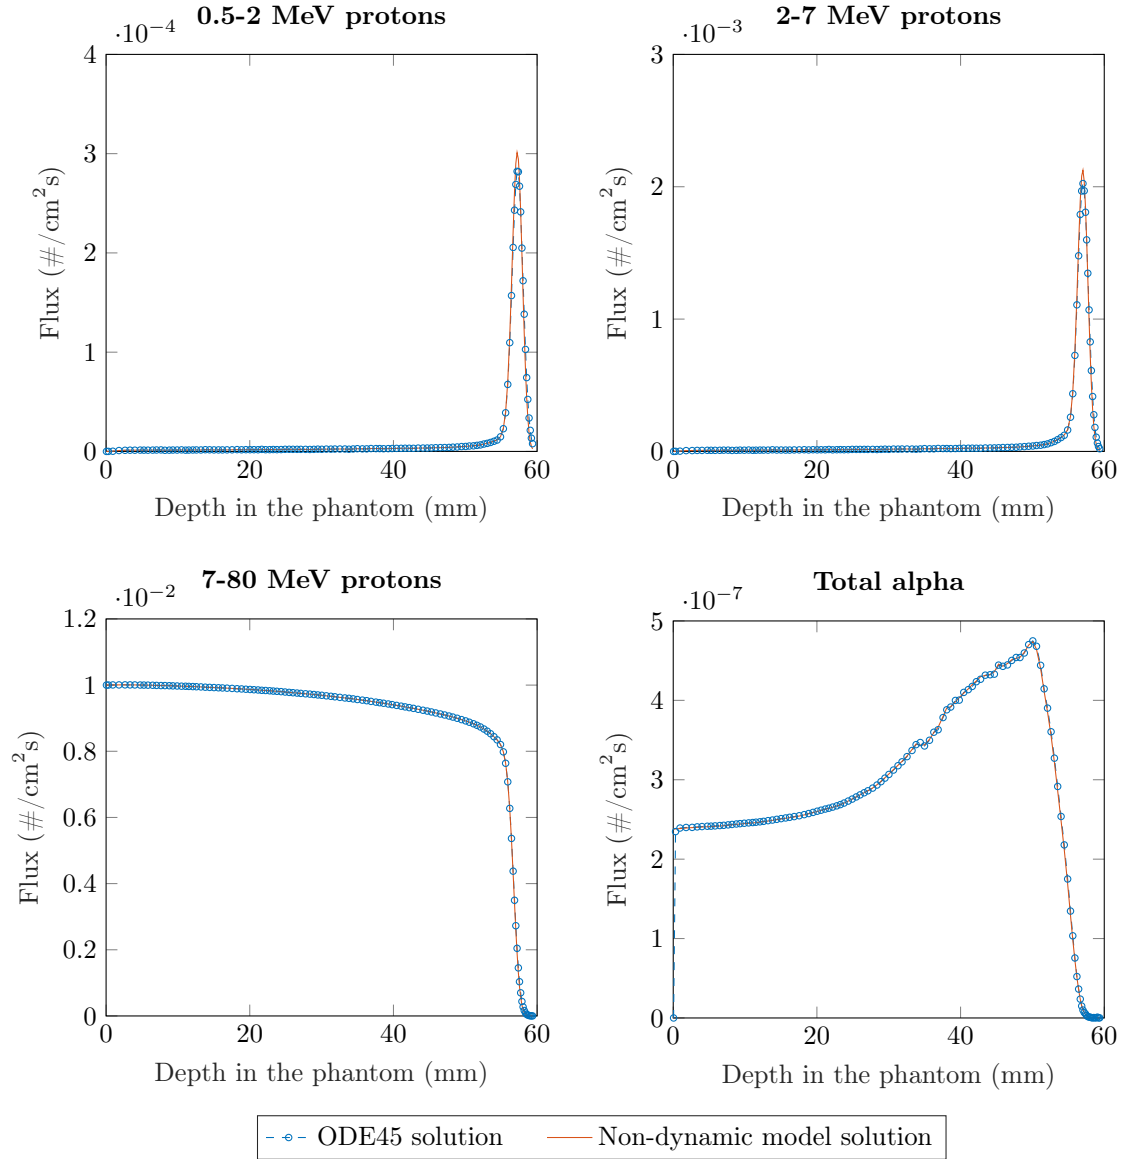 0.5-2 MeV protons
·10⁻⁴
4
3
2
1
0
0 20 40 60
Flux (#/cm²s)
Depth in the phantom (mm)
2-7 MeV protons
·10⁻³
3
2
1
0
0 20 40 60
Flux (#/cm²s)
Depth in the phantom (mm)
7-80 MeV protons
·10⁻²
1.2
1
0.8
0.6
0.4
0.2
0
0 20 40 60
Flux (#/cm²s)
Depth in the phantom (mm)
Total alpha
·10⁻⁷
5
4
3
2
1
0
0 20 40 60
Flux (#/cm²s)
Depth in the phantom (mm)
ODE45 solution
Non-dynamic model solution